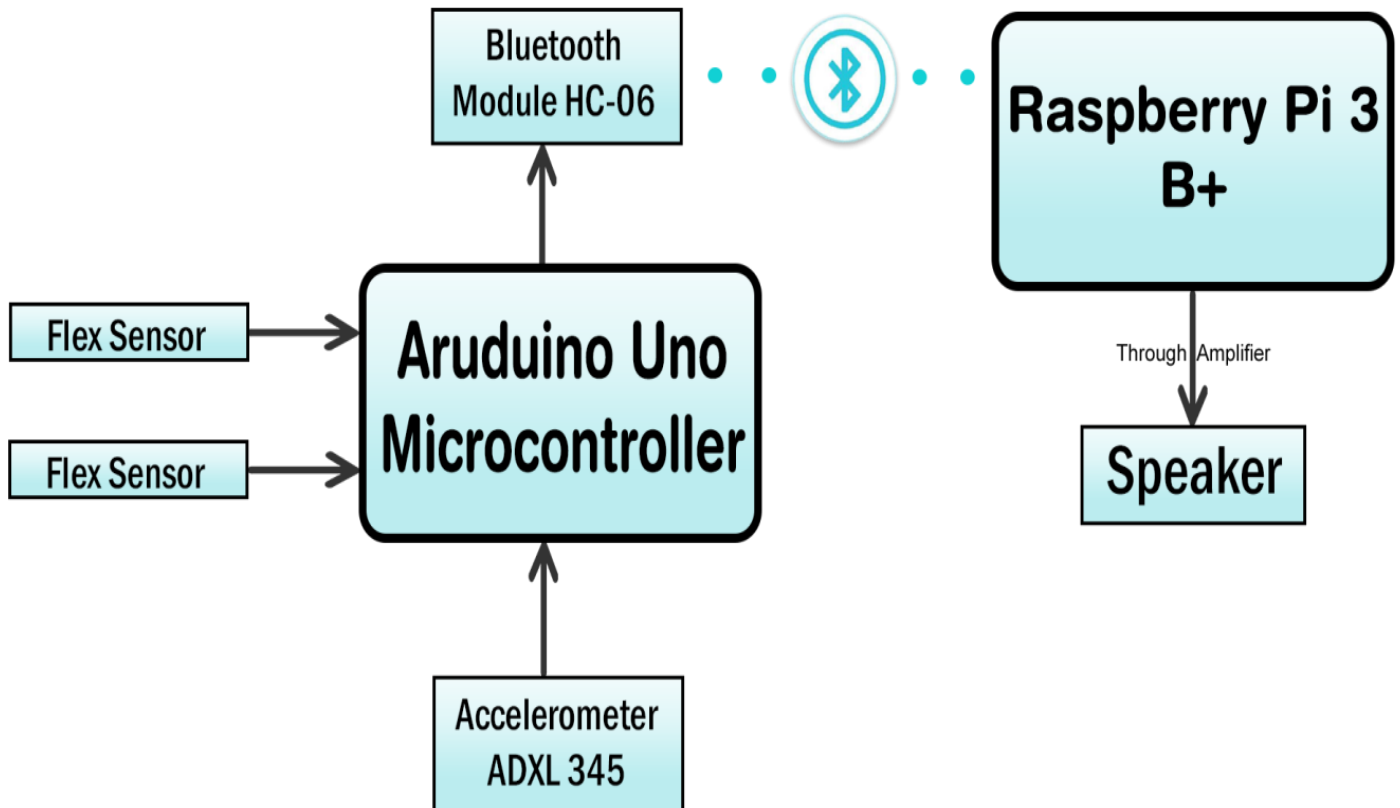 Bluetooth
Module HC-06
Raspberry Pi 3
B+
Flex Sensor
Flex Sensor
Aruduino Uno
Microcontroller
Through Amplifier
Speaker
Accelerometer
ADXL 345